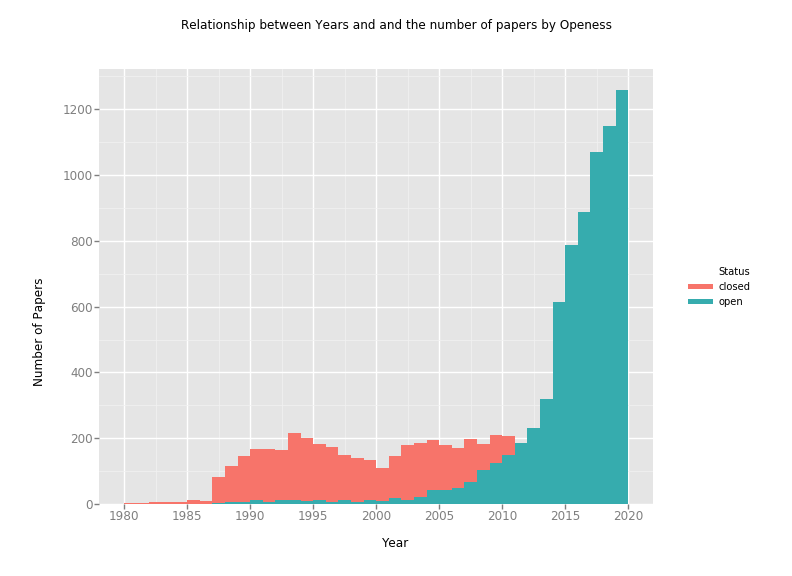 Relationship between Years and and the number of papers by Openess
1200
1000
800
600
400
200
0
Number of Papers
1980 1985 1990 1995 2000 2005 2010 2015 2020
Year
Status
closed
open